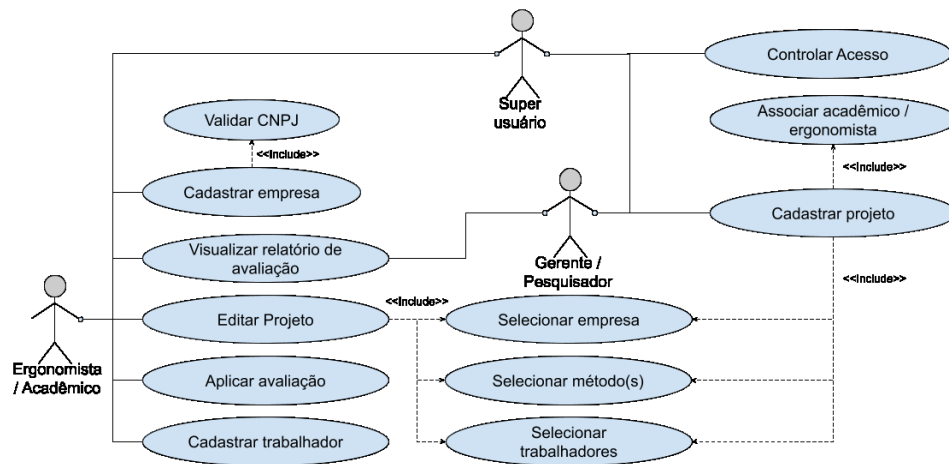 Controlar Acesso
Super
usuário
Associar acadêmico /
ergonomista
Validar CNPJ
<<Include>>
<<Include>>
Cadastrar empresa
Cadastrar projeto
Visualizar relatório de
avaliação
Gerente /
Pesquisador
<<Include>>
<<Include>>
Editar Projeto
Selecionar empresa
Ergonomista
/ Acadêmico
Aplicar avaliação
Selecionar método(s)
Cadastrar trabalhador
Selecionar
trabalhadores